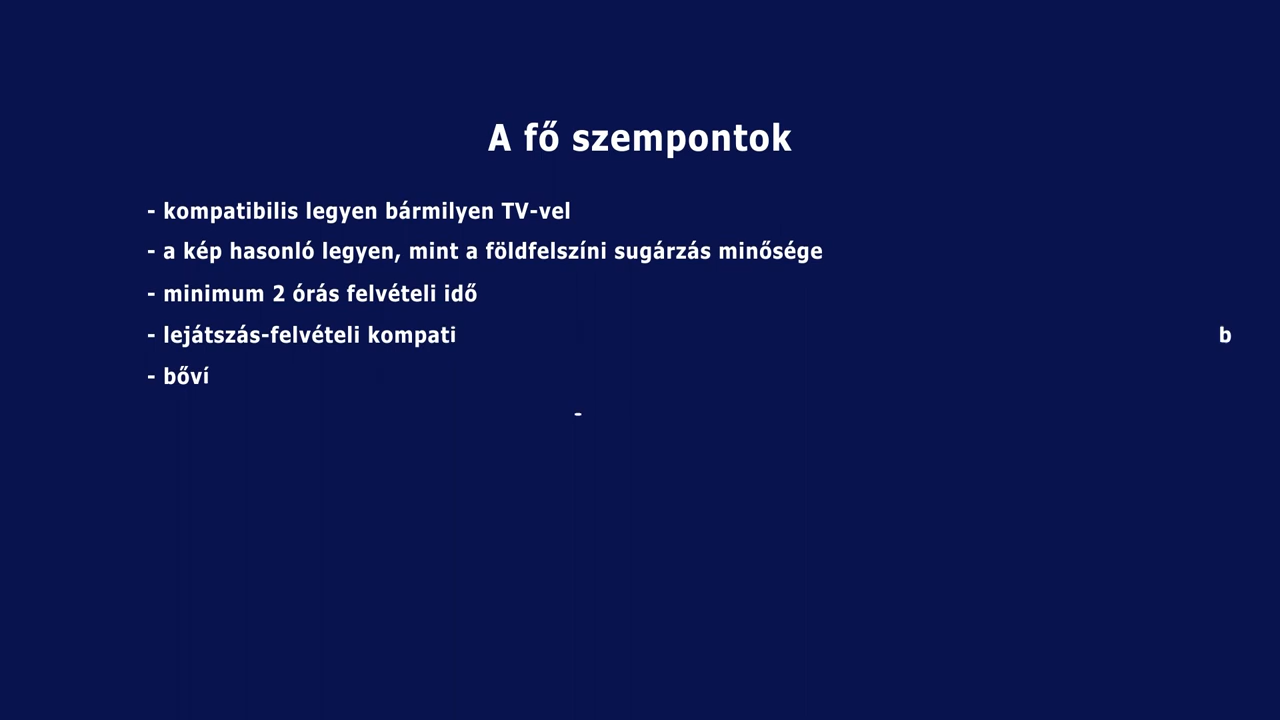 A fő szempontok
- kompatibilis legyen bármilyen TV-vel
- a kép hasonló legyen, mint a földfelszíni sugárzás minősége
- minimum 2 órás felvételi idő
- lejátszás-felvételi kompati b
- bőví
-